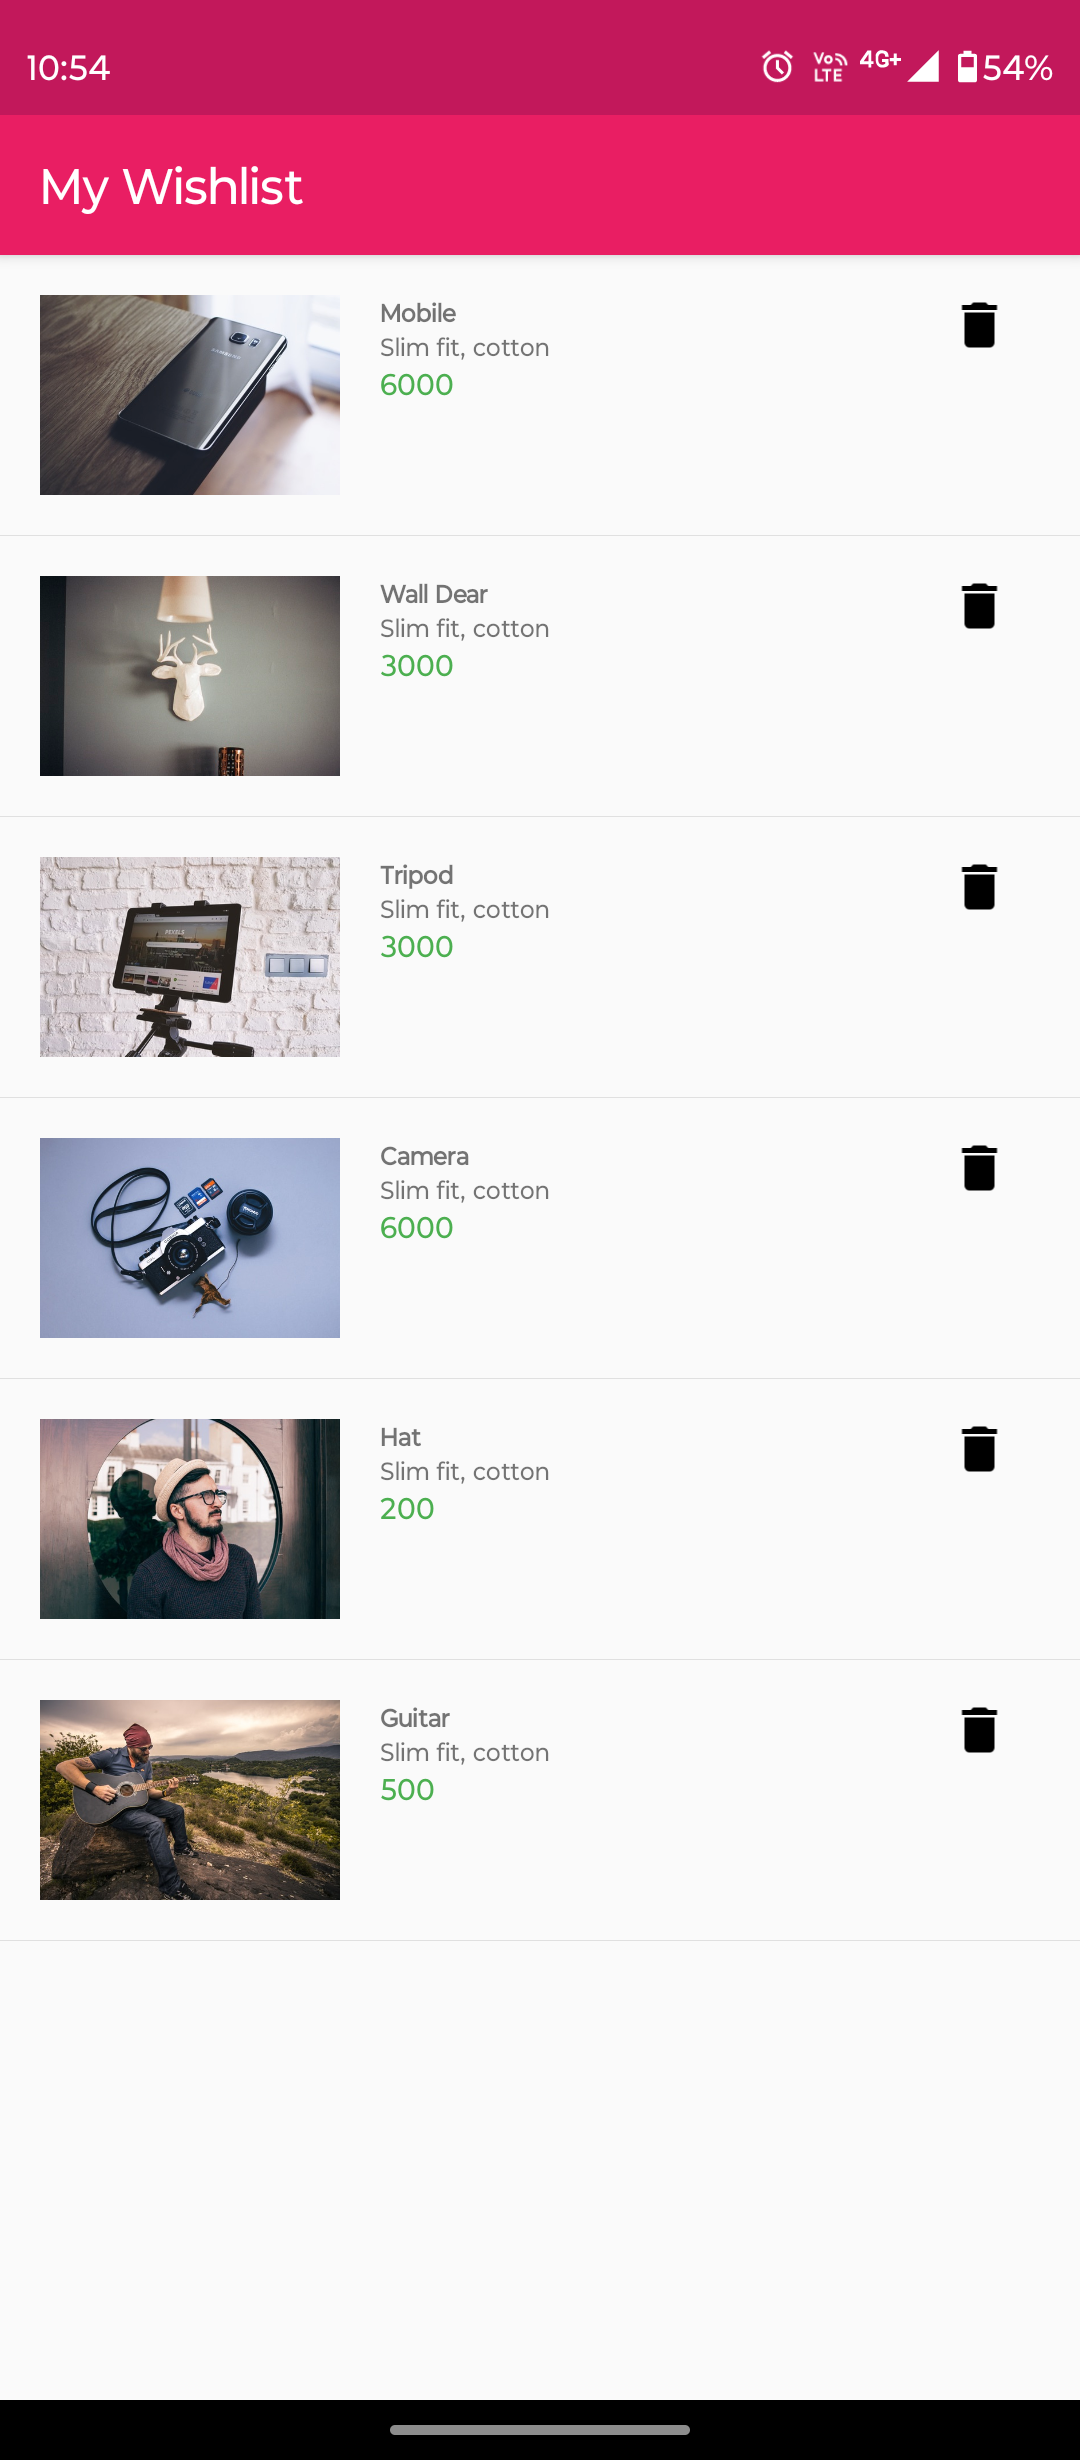 10:54
Vo LTE 4G+ 54%
My Wishlist
SAMSUNG
Mobile
Slim fit, cotton
6000
Wall Dear
Slim fit, cotton
3000
PEXELS
Tripod
Slim fit, cotton
3000
Camera
Slim fit, cotton
6000
Hat
Slim fit, cotton
200
Guitar
Slim fit, cotton
500